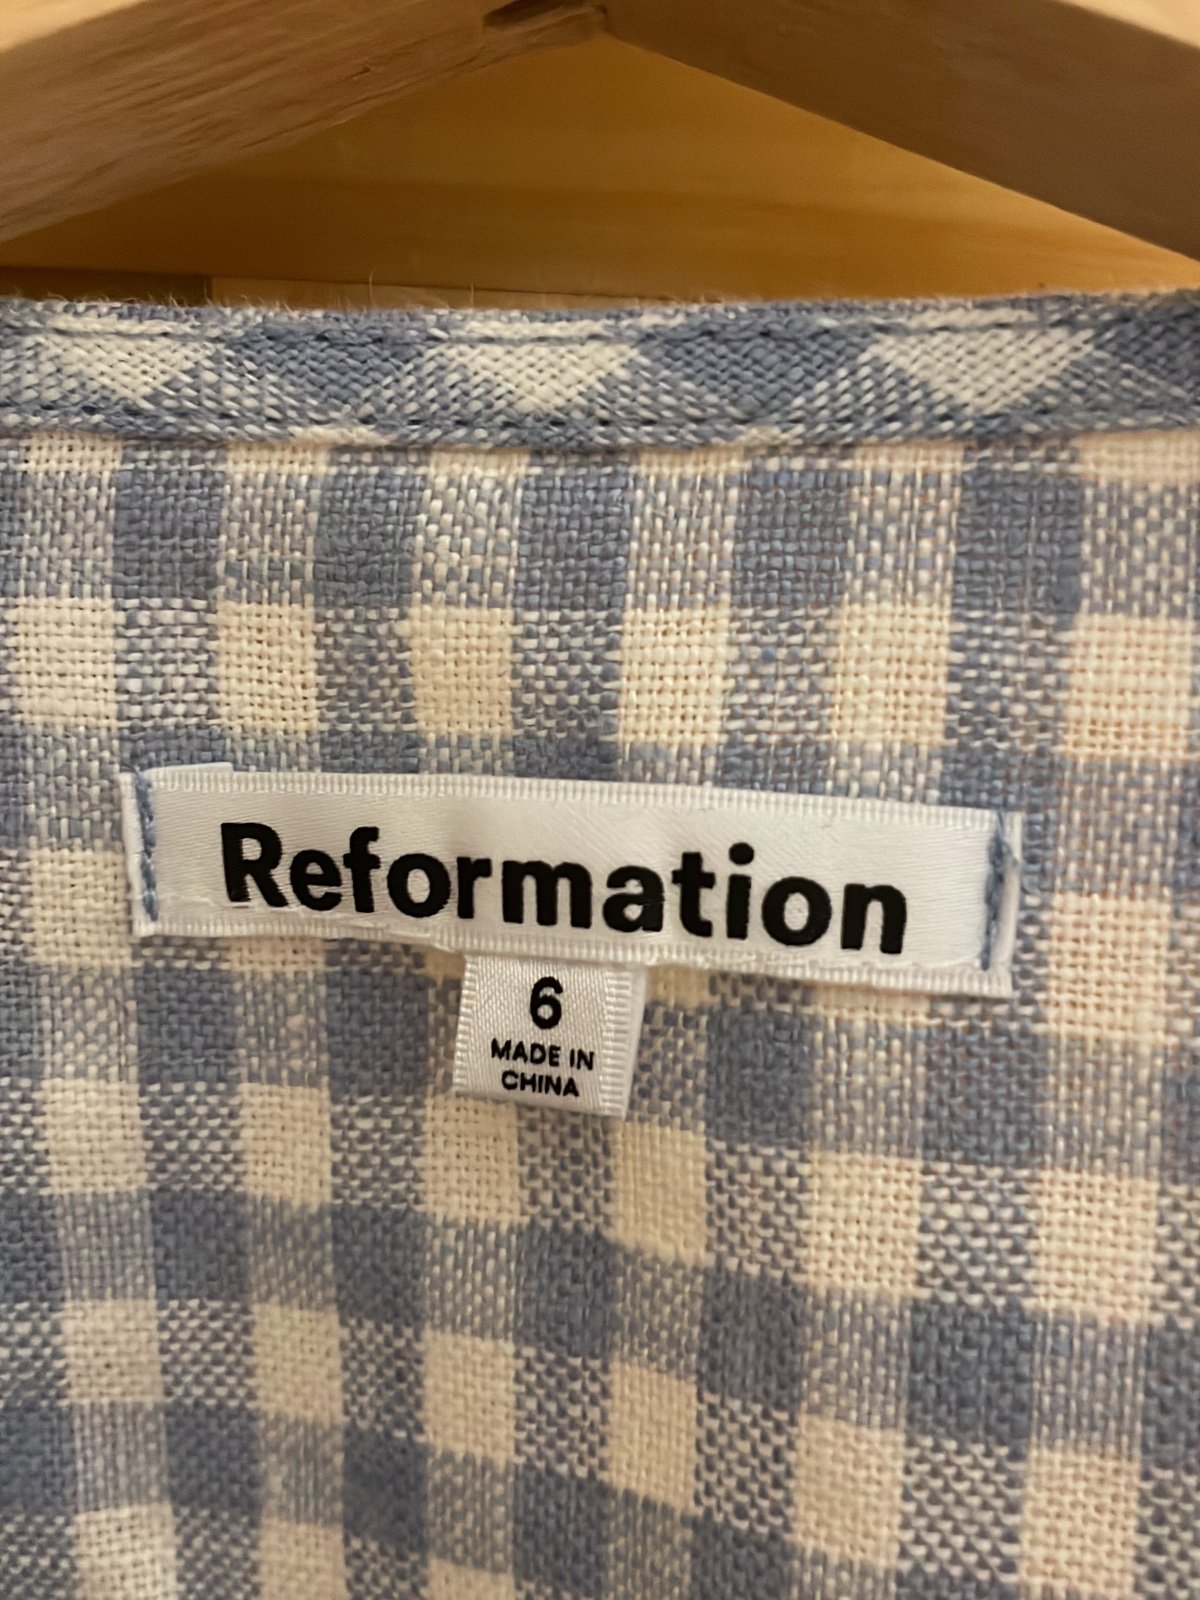 Reformation
6
MADE IN
CHINA